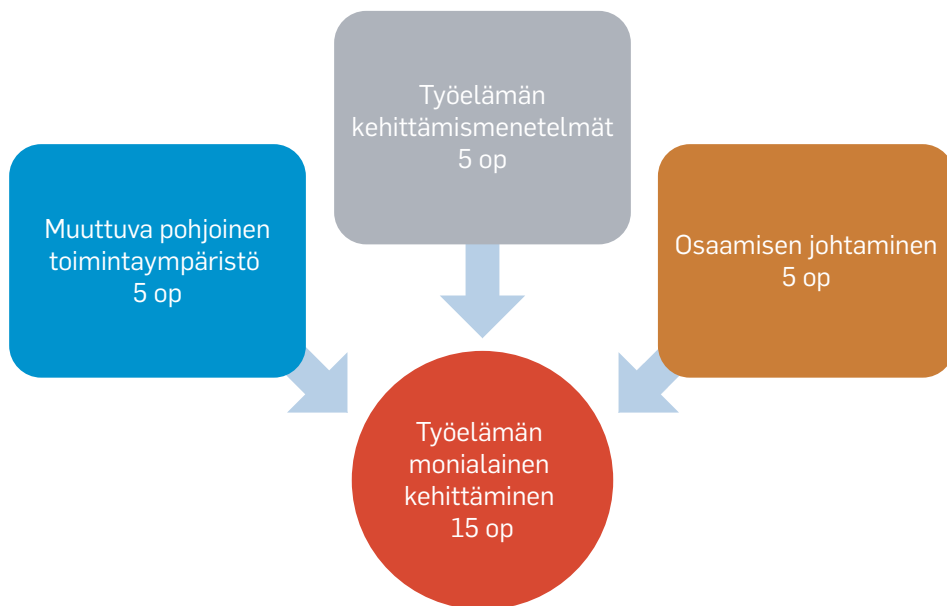 Työelämän
kehittämismenetelmät
5 op
Muuttuva pohjoinen
toimintaympäristö
5 op
Osaamisen johtaminen
5 op
Työelämän
monialainen
kehittäminen
15 op